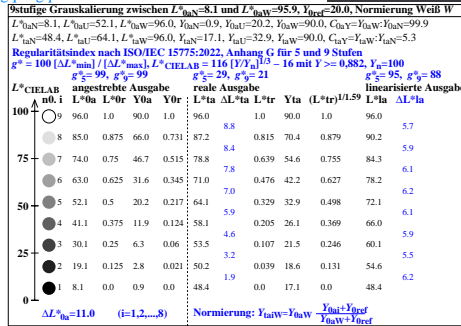 9stufige Grauskalierung zwischen L*0aN=8.1 und L*0aW=95.9, Y0ref=20.0, Normierung Weiß W
L*0aN=8.1, L*0aU=52.1, L*0aW=96.0, Y0aN=0.9, Y0aU=20.2, Y0aW=90.0, C0aY=Y0aW:Y0aN=99.9
L*taN=48.4, L*taU=64.1, L*taW=96.0, YtaN=17.1, YtaU=32.9, YtaW=90.0, CtaY=YtaW:YtaN=5.3
Regularitätsindex nach ISO/IEC 15775:2022, Anhang G für 5 und 9 Stufen
g* = 100 [ΔL*min] / [ΔL*max], L*CIELAB = 116 [Y/Yn]1/3 − 16 mit Y >= 0,882, Yn=100
g*5= 99, g*9= 99 g*5= 29, g*9= 21 g*5= 95, g*9= 88
L*CIELAB angestrebte Ausgabe reale Ausgabe linearisierte Ausgabe
n0. i L*0a L*0r Y0a Y0r L*ta ΔL*ta L*tr Yta (L*tr)1/1.59 L*la ΔL*la
100 9 96.0 1.0 90.0 1.0 96.0 1.0 90.0 1.0 96.0
8.8 5.7
8 85.0 0.875 66.0 0.731 87.2 0.815 70.4 0.879 90.2
8.4 5.9
75 7 74.0 0.75 46.7 0.515 78.8 0.639 54.6 0.755 84.3
7.8 6.1
6 63.0 0.625 31.6 0.345 71.0 0.476 42.2 0.627 78.2
7.0 6.2
50 5 52.1 0.5 20.2 0.217 64.1 0.329 32.9 0.498 72.1
5.9 6.1
4 41.1 0.375 11.9 0.124 58.1 0.205 26.1 0.369 66.0
4.6 5.9
25 3 30.1 0.25 6.3 0.06 53.5 0.107 21.5 0.246 60.1
3.2 5.5
2 19.1 0.125 2.8 0.021 50.2 0.039 18.6 0.131 54.6
1.9 6.2
0 1 8.1 0.0 0.9 0.0 48.4 0.0 17.1 0.0 48.4
ΔL*0a=11.0 (i=1,2,...,8) Normierung: YtaiW=Y0aW Y0ai+Y0ref / Y0aW+Y0ref